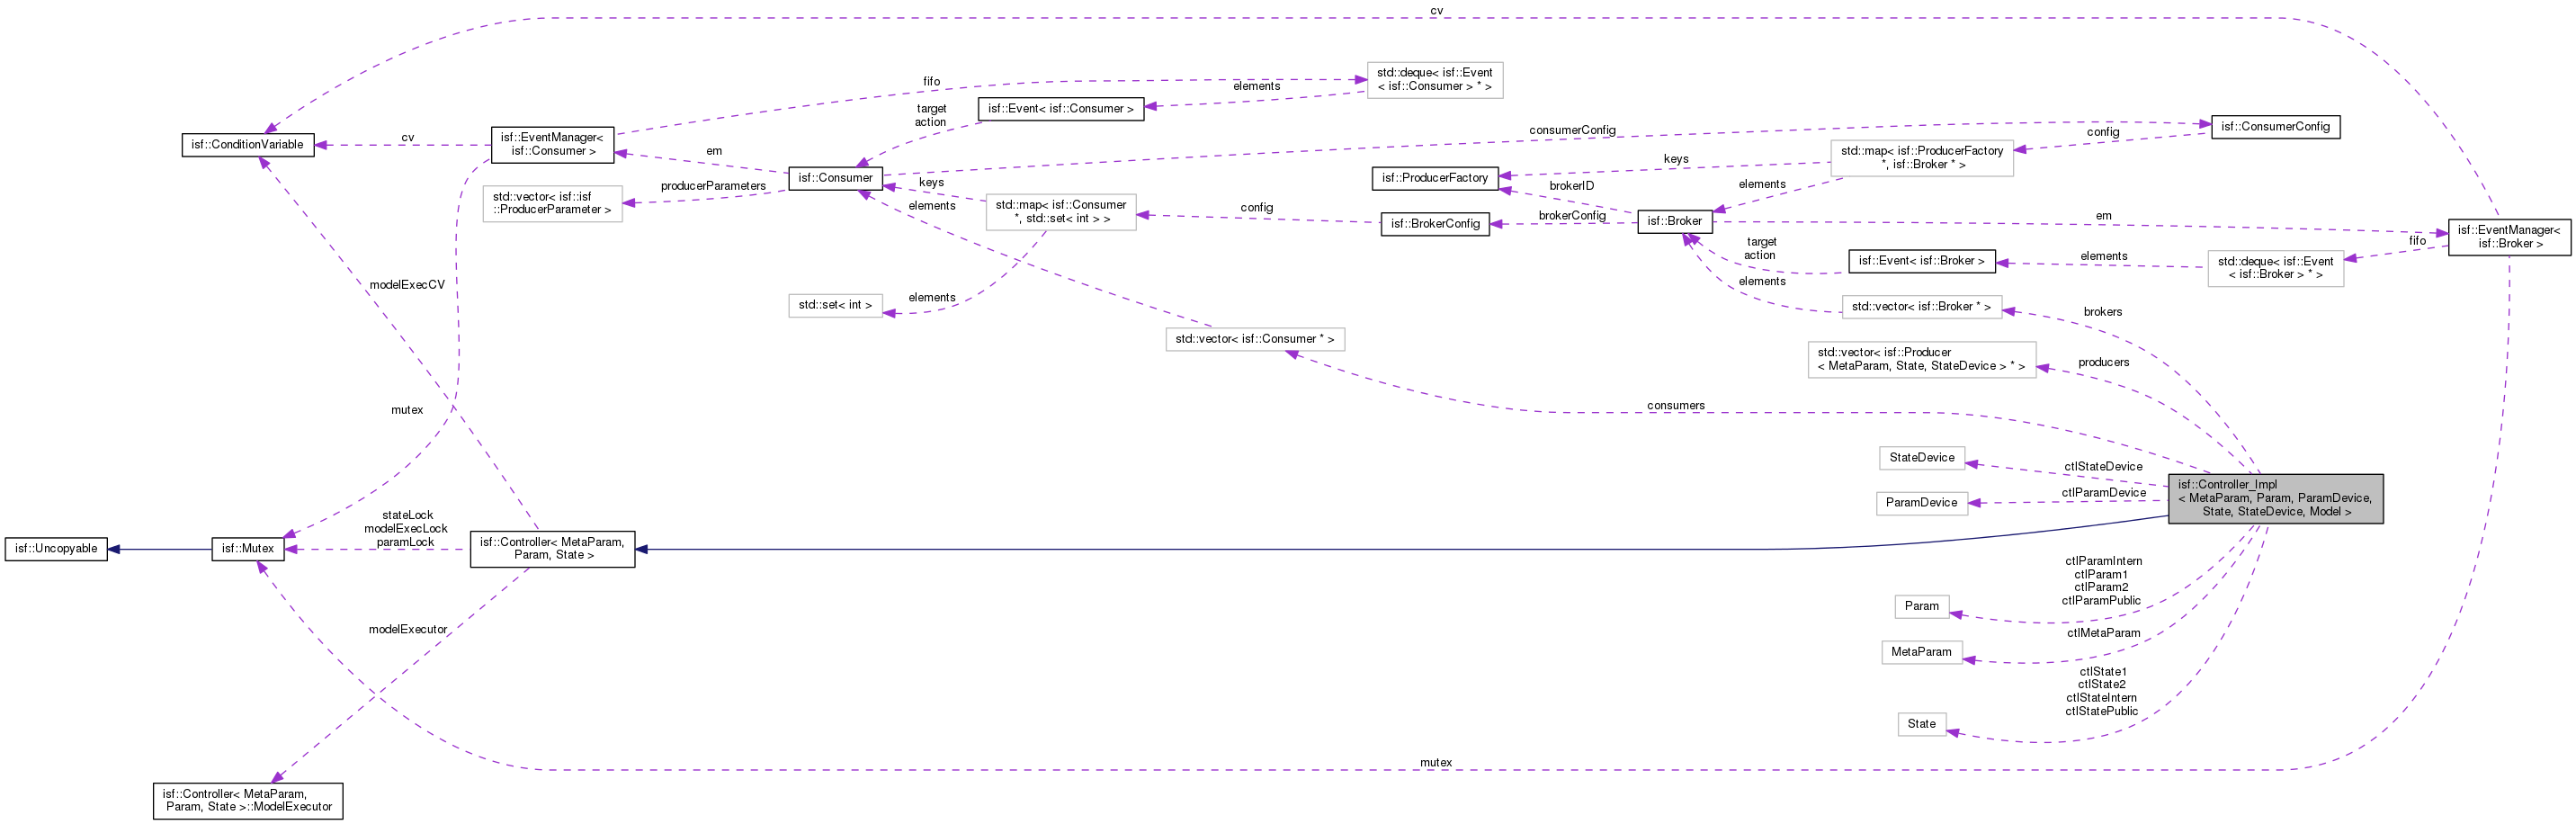 cv
fifo
std::deque< isf::Event
< isf::Consumer > * >
elements
isf::Event< isf::Consumer >
target
action
isf::ConditionVariable
cv
isf::EventManager<
isf::Consumer >
em
consumerConfig
isf::ConsumerConfig
config
std::map< isf::ProducerFactory
*, isf::Broker * >
keys
isf::ProducerFactory
isf::Consumer
keys
producerParameters
std::vector< isf::isf
::ProducerParameter >
elements
std::map< isf::Consumer
*, std::set< int > >
config
isf::BrokerConfig
brokerConfig
brokerID
elements
isf::Broker
em
isf::EventManager<
isf::Broker >
fifo
target
action
isf::Event< isf::Broker >
elements
std::deque< isf::Event
< isf::Broker > * >
elements
std::vector< isf::Broker * >
brokers
modelExecCV
std::set< int >
elements
std::vector< isf::Consumer * >
std::vector< isf::Producer
< MetaParam, State, StateDevice > * >
producers
mutex
consumers
StateDevice
ctlStateDevice
ParamDevice
ctlParamDevice
isf::Controller_Impl
< MetaParam, Param, ParamDevice,
State, StateDevice, Model >
isf::Uncopyable
isf::Mutex
stateLock
modelExecLock
paramLock
isf::Controller< MetaParam,
Param, State >
ctlParamIntern
ctlParam1
ctlParam2
ctlParamPublic
Param
modelExecutor
ctlMetaParam
MetaParam
ctlState1
ctlState2
ctlStateIntern
ctlStatePublic
State
mutex
isf::Controller< MetaParam,
Param, State >::ModelExecutor